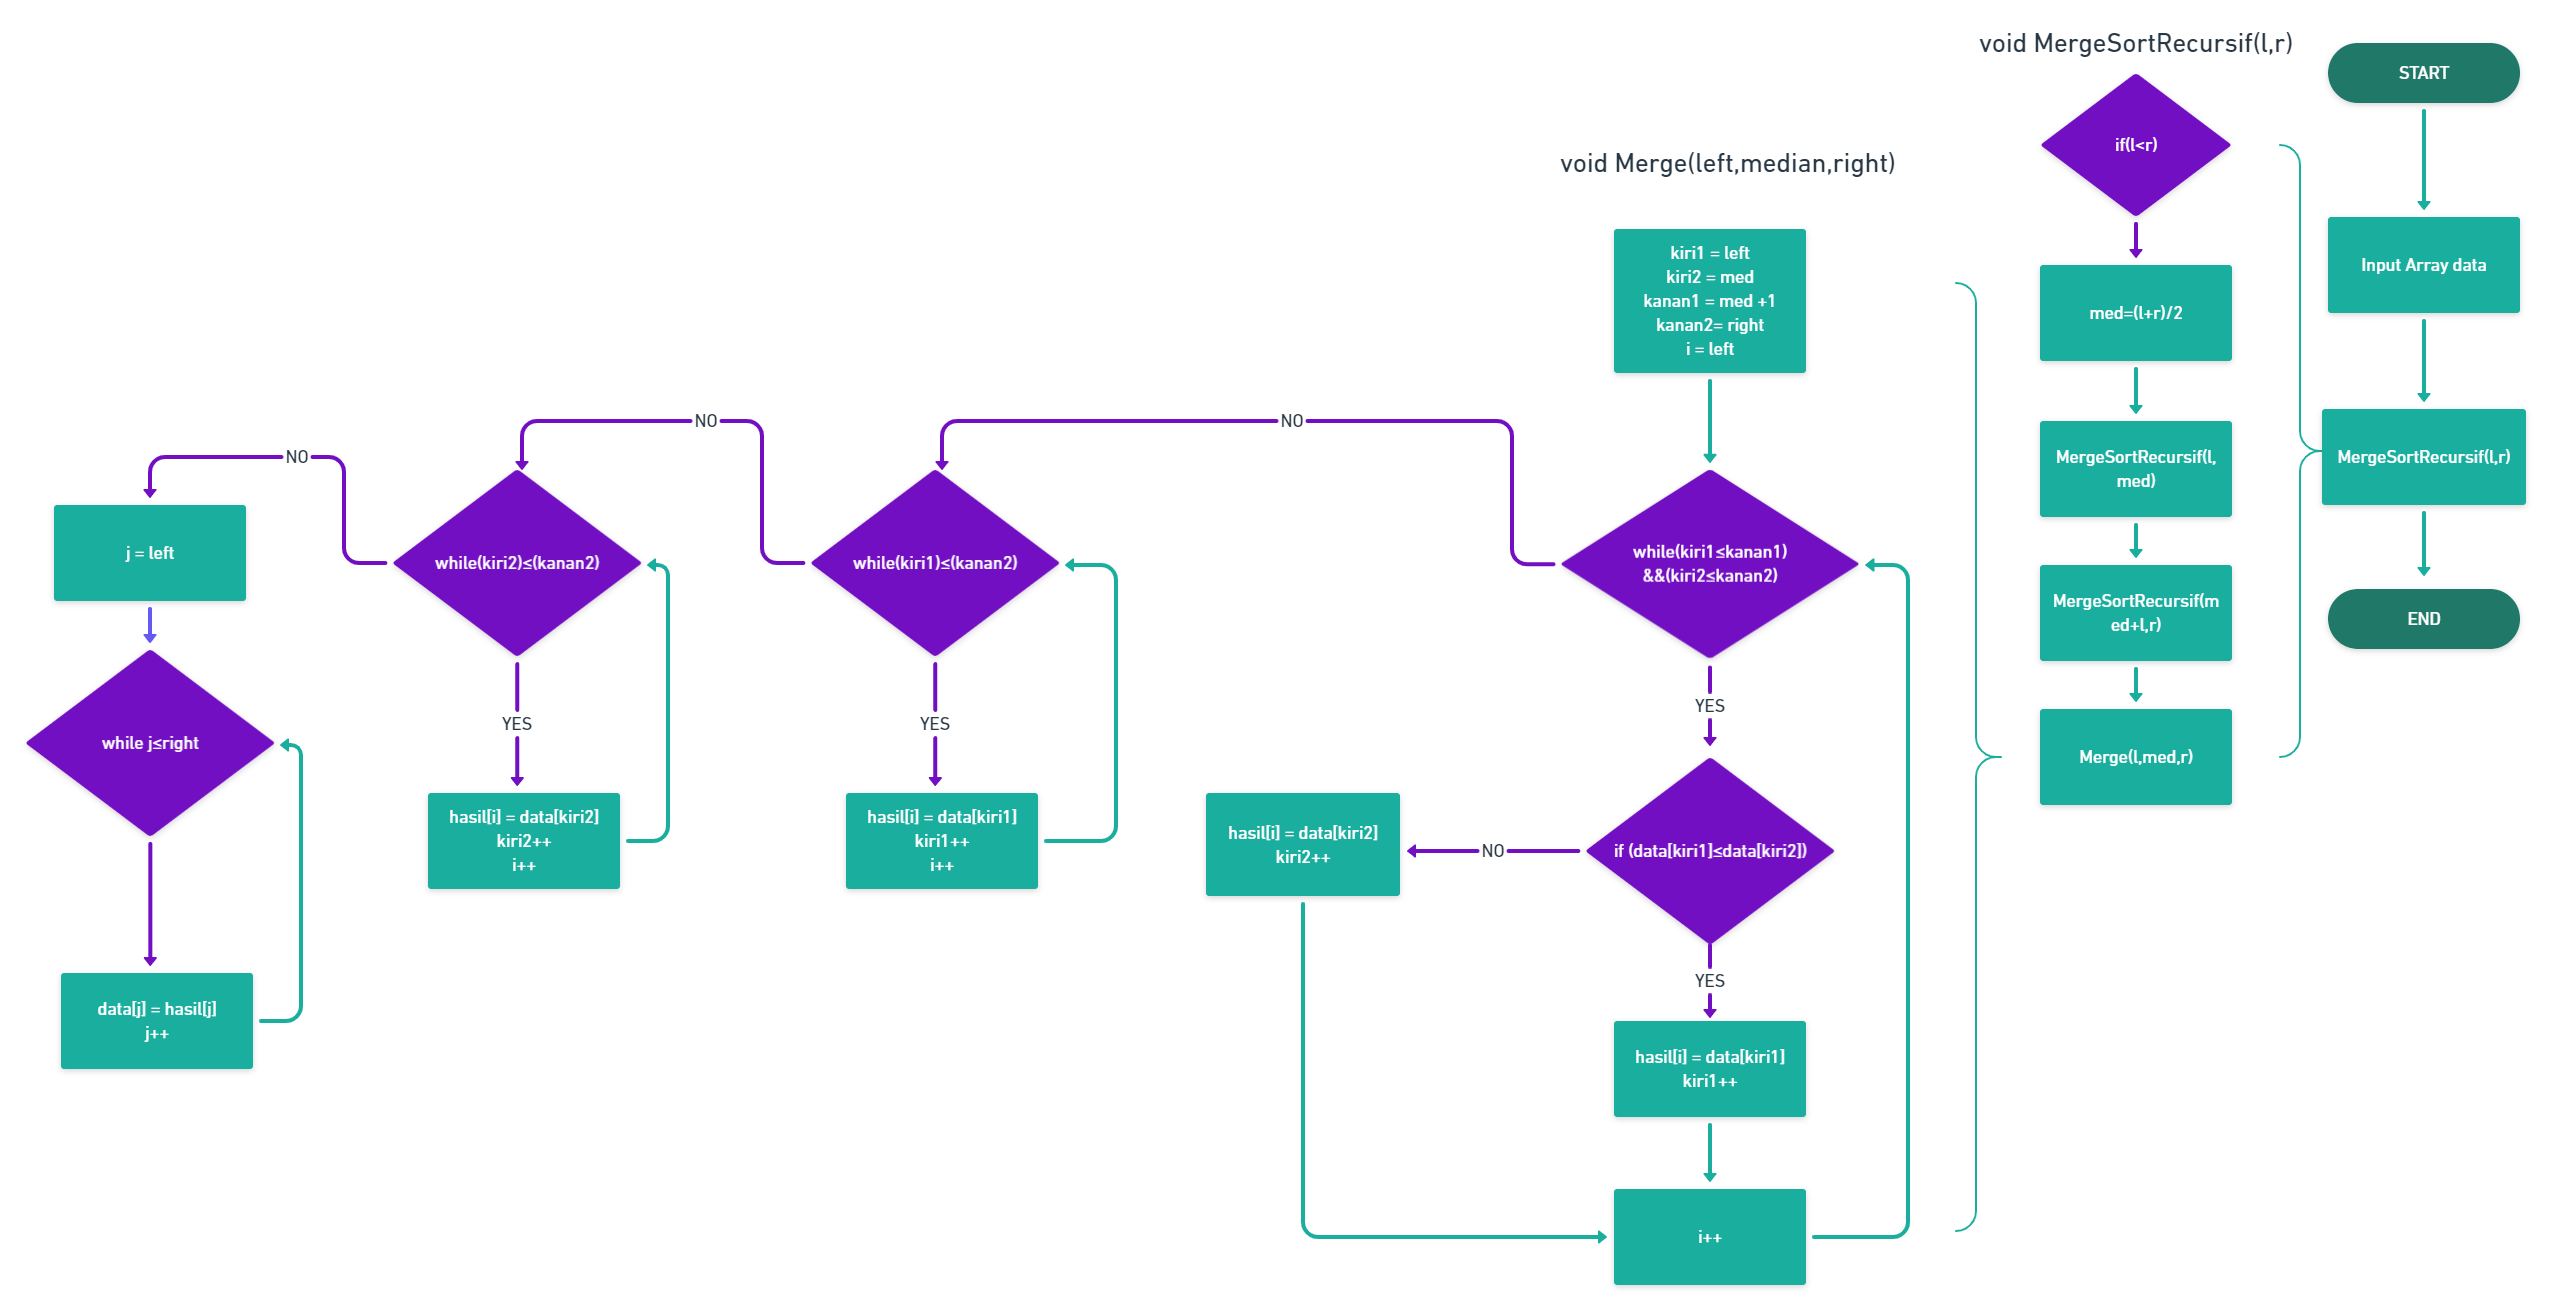 void MergeSortRecursif(l,r)
START
if(l<r)
void Merge(left,median,right)
kiri1 = left
kiri2 = med
kanan1 = med +1
kanan2= right
i = left
Input Array data
med=(l+r)/2
NO
NO
NO
MergeSortRecursif(l,
med)
MergeSortRecursif(l,r)
j = left
while(kiri2)≤(kanan2)
while(kiri1)≤(kanan2)
while(kiri1≤kanan1)
&&(kiri2≤kanan2)
MergeSortRecursif(m
ed+l,r)
END
while j≤right
YES
YES
YES
Merge(l,med,r)
hasil[i] = data[kiri2]
kiri2++
i++
hasil[i] = data[kiri1]
kiri1++
i++
hasil[i] = data[kiri2]
kiri2++
NO
if (data[kiri1]≤data[kiri2])
YES
data[j] = hasil[j]
j++
hasil[i] = data[kiri1]
kiri1++
i++